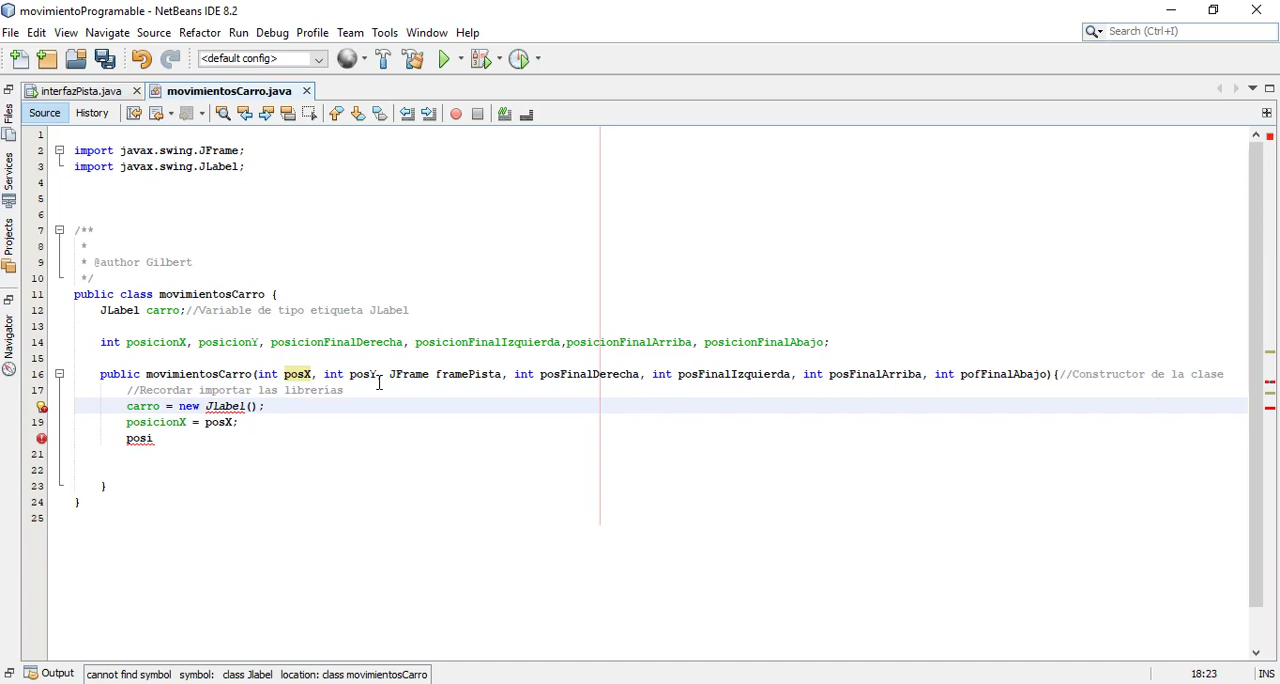 movimientoProgramable - NetBeans IDE 8.2
File Edit View Navigate Source Refactor Run Debug Profile Team Tools Window Help
Search (Ctrl+I)
<default config>
interfazPista.java movimientosCarro.java
Source History
Files
Services
Projects
Navigator
1
2 import javax.swing.JFrame;
3 import javax.swing.JLabel;
4
5
6
7 /**
8 *
9 * @author Gilbert
10 */
11 public class movimientosCarro {
12 JLabel carro;//Variable de tipo etiqueta JLabel
13
14 int posicionX, posicionY, posicionFinalDerecha, posicionFinalIzquierda,posicionFinalArriba, posicionFinalAbajo;
15
16 public movimientosCarro(int posX, int posY, JFrame framePista, int posFinalDerecha, int posFinalIzquierda, int posFinalArriba, int pofFinalAbajo){//Constructor de la clase
17 //Recordar importar las librerías
carro = new Jlabel();
19 posicionX = posX;
posi
21
22
23 }
24 }
25
Output cannot find symbol symbol: class Jlabel location: class movimientosCarro 18:23 INS